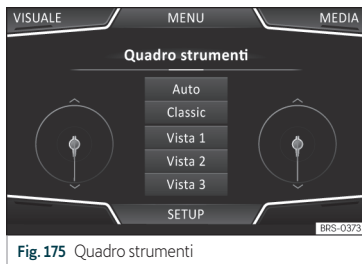 VISUALE MENU MEDIA
Quadro strumenti
Auto
Classic
Vista 1
Vista 2
Vista 3
SETUP
BRS-0373
Fig. 175 Quadro strumenti